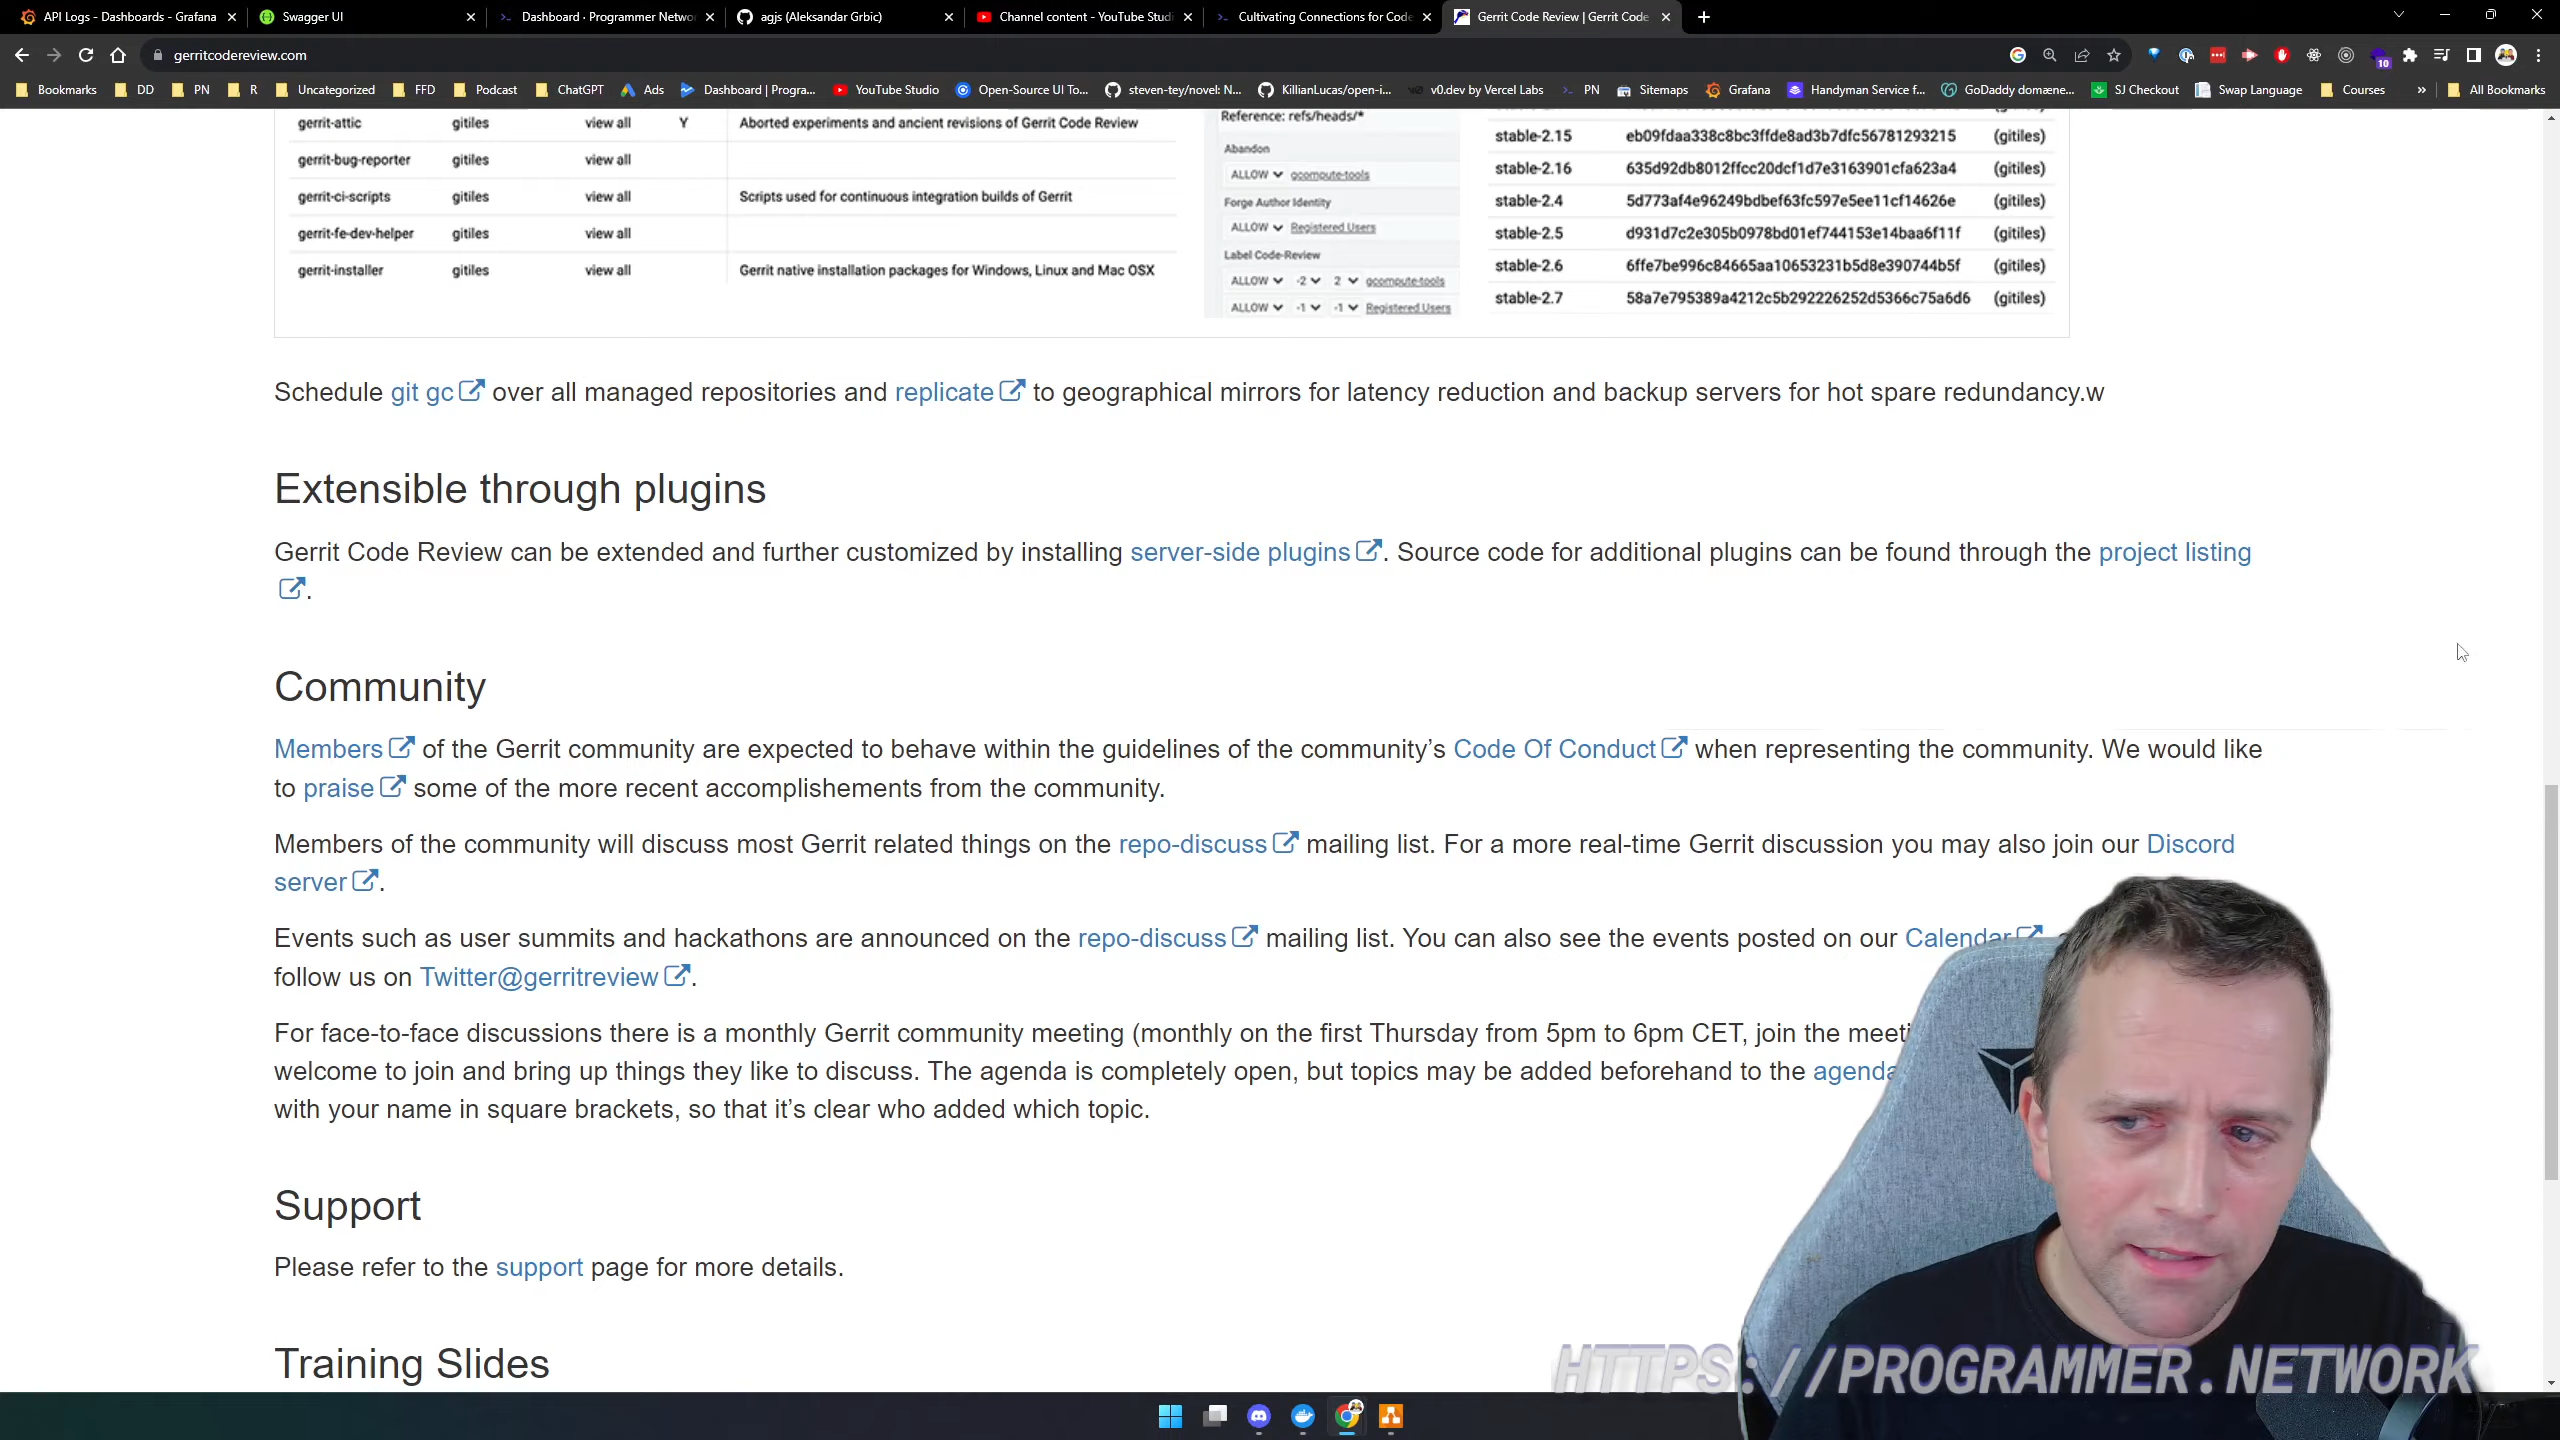 API Logs - Dashboards - Grafana
Swagger UI
Dashboard · Programmer Netwo
agjs (Aleksandar Grbic)
Channel content - YouTube Studi
Cultivating Connections for Code
Gerrit Code Review | Gerrit Code
gerritcodereview.com
10
Bookmarks
DD
PN
R
Uncategorized
FFD
Podcast
ChatGPT
Ads
Dashboard | Progra...
YouTube Studio
Open-Source UI To...
steven-tey/novel: N...
KillianLucas/open-i...
v0.dev by Vercel Labs
PN
Sitemaps
Grafana
Handyman Service f...
GoDaddy domæne...
SJ Checkout
Swap Language
Courses
»
All Bookmarks
gerrit-attic gitiles view all Y Aborted experiments and ancient revisions of Gerrit Code Review
gerrit-bug-reporter gitiles view all
gerrit-ci-scripts gitiles view all Scripts used for continuous integration builds of Gerrit
gerrit-fe-dev-helper gitiles view all
gerrit-installer gitiles view all Gerrit native installation packages for Windows, Linux and Mac OSX
Reference: refs/heads/*
Abandon
ALLOW gcompute-tools
Forge Author Identity
ALLOW Registered Users
Label Code-Review
ALLOW -2 2 gcompute-tools
ALLOW -1 -1 Registered Users
stable-2.15 eb09fdaa338c8bc3ffde8ad3b7dfc56781293215 (gitiles)
stable-2.16 635d92db8012ffcc20dcf1d7e3163901cfa623a4 (gitiles)
stable-2.4 5d773af4e96249bdbef63fc597e5ee11cf14626e (gitiles)
stable-2.5 d931d7c2e305b0978bd01ef744153e14baa6f11f (gitiles)
stable-2.6 6ffe7be996c84665aa10653231b5d8e390744b5f (gitiles)
stable-2.7 58a7e795389a4212c5b292226252d5366c75a6d6 (gitiles)
Schedule git gc over all managed repositories and replicate to geographical mirrors for latency reduction and backup servers for hot spare redundancy.w
Extensible through plugins
Gerrit Code Review can be extended and further customized by installing server-side plugins. Source code for additional plugins can be found through the project listing
.
Community
Members of the Gerrit community are expected to behave within the guidelines of the community’s Code Of Conduct when representing the community. We would like
to praise some of the more recent accomplishements from the community.
Members of the community will discuss most Gerrit related things on the repo-discuss mailing list. For a more real-time Gerrit discussion you may also join our Discord
server.
Events such as user summits and hackathons are announced on the repo-discuss mailing list. You can also see the events posted on our Calendar
follow us on Twitter@gerritreview.
For face-to-face discussions there is a monthly Gerrit community meeting (monthly on the first Thursday from 5pm to 6pm CET, join the meeti
welcome to join and bring up things they like to discuss. The agenda is completely open, but topics may be added beforehand to the agenda
with your name in square brackets, so that it’s clear who added which topic.
Support
Please refer to the support page for more details.
Training Slides
HTTPS://PROGRAMMER.NETWORK